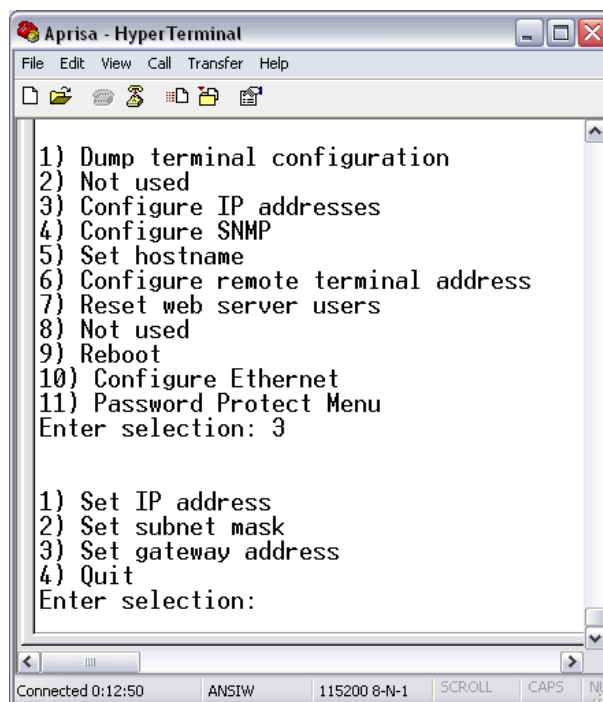 Aprisa - HyperTerminal
File Edit View Call Transfer Help
1) Dump terminal configuration
2) Not used
3) Configure IP addresses
4) Configure SNMP
5) Set hostname
6) Configure remote terminal address
7) Reset web server users
8) Not used
9) Reboot
10) Configure Ethernet
11) Password Protect Menu
Enter selection: 3
1) Set IP address
2) Set subnet mask
3) Set gateway address
4) Quit
Enter selection:
Connected 0:12:50 ANSIW 115200 8-N-1 SCROLL CAPS